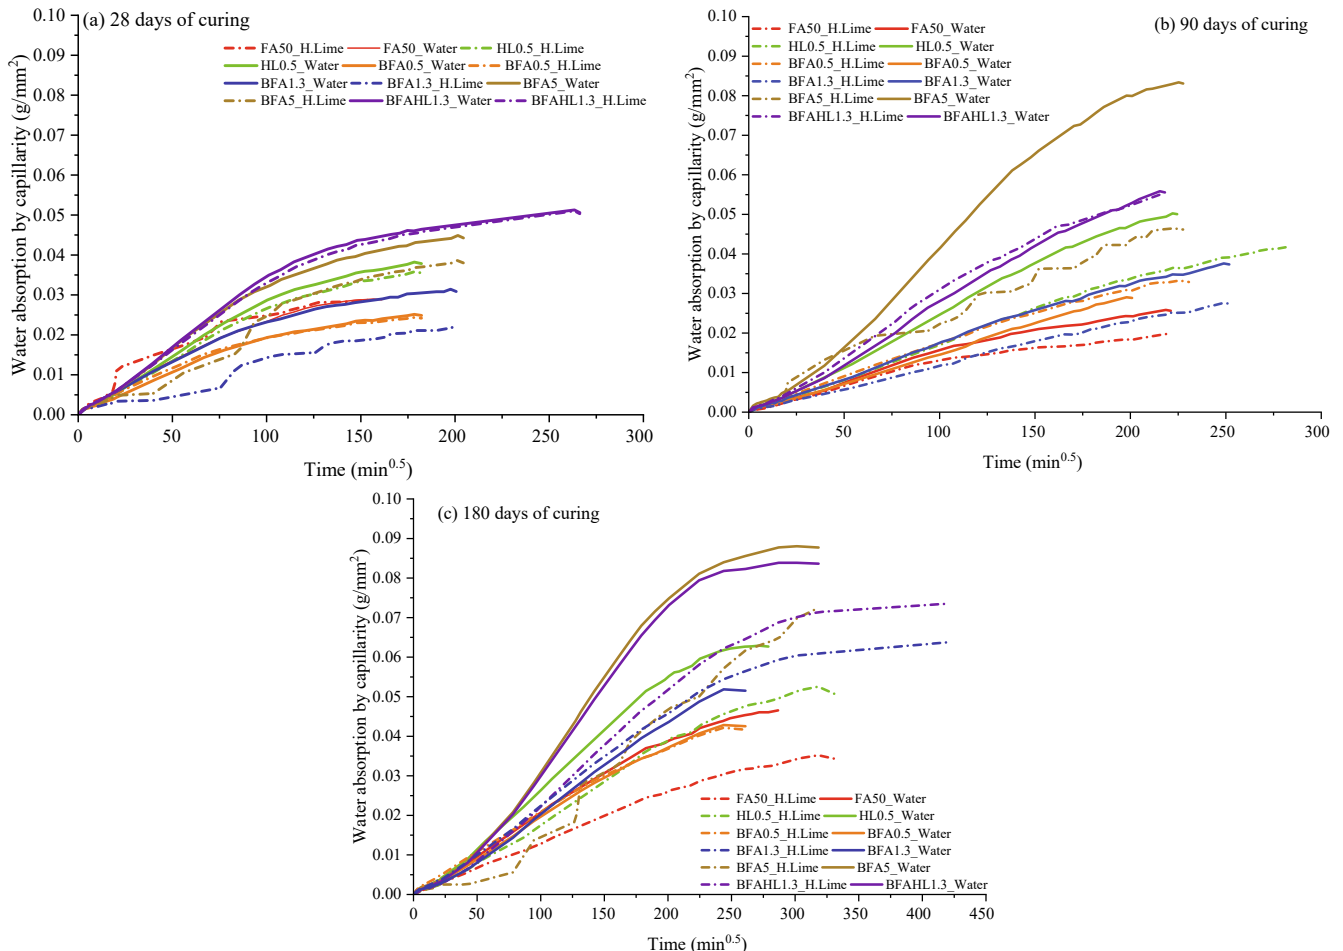 (a) 28 days of curing
FA50_H.Lime FA50_Water HL0.5_H.Lime
HL0.5_Water BFA0.5_Water BFA0.5_H.Lime
BFA1.3_Water BFA1.3_H.Lime BFA5_Water
BFA5_H.Lime BFAHL1.3_Water BFAHL1.3_H.Lime
Water absorption by capillarity (g/mm2)
0.10
0.09
0.08
0.07
0.06
0.05
0.04
0.03
0.02
0.01
0.00
0 50 100 150 200 250 300
Time (min0.5)
(b) 90 days of curing
FA50_H.Lime FA50_Water
HL0.5_H.Lime HL0.5_Water
BFA0.5_H.Lime BFA0.5_Water
BFA1.3_H.Lime BFA1.3_Water
BFA5_H.Lime BFA5_Water
BFAHL1.3_H.Lime BFAHL1.3_Water
Water absorption by capillarity (g/mm2)
0.10
0.09
0.08
0.07
0.06
0.05
0.04
0.03
0.02
0.01
0.00
0 50 100 150 200 250 300
Time (min0.5)
(c) 180 days of curing
Water absorption by capillarity (g/mm2)
0.10
0.09
0.08
0.07
0.06
0.05
0.04
0.03
0.02
0.01
0.00
FA50_H.Lime FA50_Water
HL0.5_H.Lime HL0.5_Water
BFA0.5_H.Lime BFA0.5_Water
BFA1.3_H.Lime BFA1.3_Water
BFA5_H.Lime BFA5_Water
BFAHL1.3_H.Lime BFAHL1.3_Water
0 50 100 150 200 250 300 350 400 450
Time (min0.5)